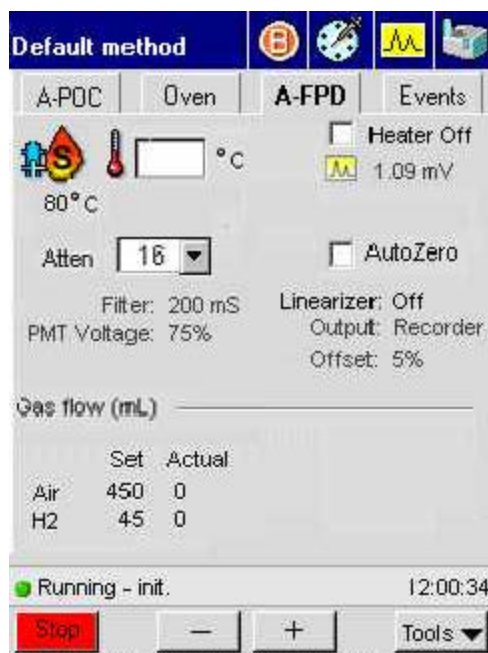 Default method
A-POC Oven A-FPD Events
S °C Heater Off
1.09 mV
80°C
Atten 16 AutoZero
Filter: 200 mS Linearizer: Off
PMT Voltage: 75% Output: Recorder
Offset: 5%
Gas flow (mL)
Set Actual
Air 450 0
H2 45 0
Running - init. 12:00:34
Stop - + Tools